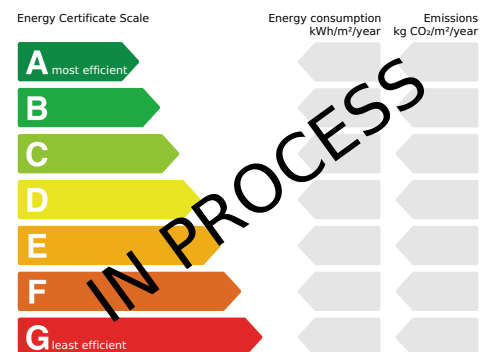 Energy Certificate Scale
Energy consumption
kWh/m²/year
Emissions
kg CO₂/m²/year
A most efficient
B
C
D
E
F
G least efficient
IN PROCESS